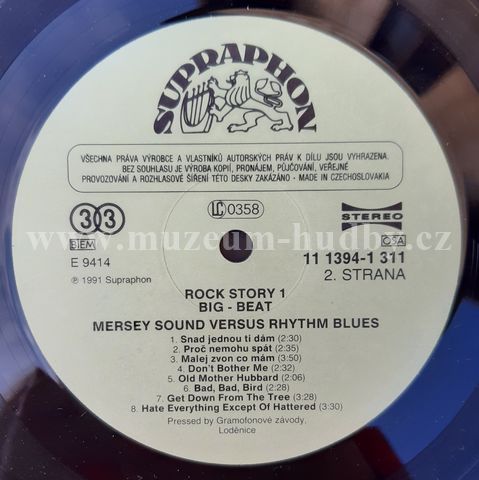 SUPRAPHON
VŠECHNA PRÁVA VÝROBCE A VLASTNÍKŮ AUTORSKÝCH PRÁV K DÍLU JSOU VYHRAZENA.
BEZ SOUHLASU JE VÝROBA KOPIÍ, PRONÁJEM, PŮJČOVÁNÍ, VEŘEJNÉ
PROVOZOVÁNÍ A ROZHLASOVÉ ŠÍŘENÍ TÉTO DESKY ZAKÁZÁNO - MADE IN CZECHOSLOVAKIA
33 LC 0358 STEREO
www.muzeum-hudby.cz
BIEM OSA
E 9414 11 1394-1 311
℗ 1991 Supraphon 2. STRANA
ROCK STORY 1
BIG - BEAT
MERSEY SOUND VERSUS RHYTHM BLUES
1. Snad jednou ti dám (2:30)
2. Proč nemohu spát (2:35)
3. Malej zvon co mám (3:50)
4. Don't Bother Me (2:32)
5. Old Mother Hubbard (2:06)
6. Bad, Bad, Bird (2:28)
7. Get Down From The Tree (3:28)
8. Hate Everything Except Of Hattered (3:30)
Pressed by Gramofonové závody,
Loděnice